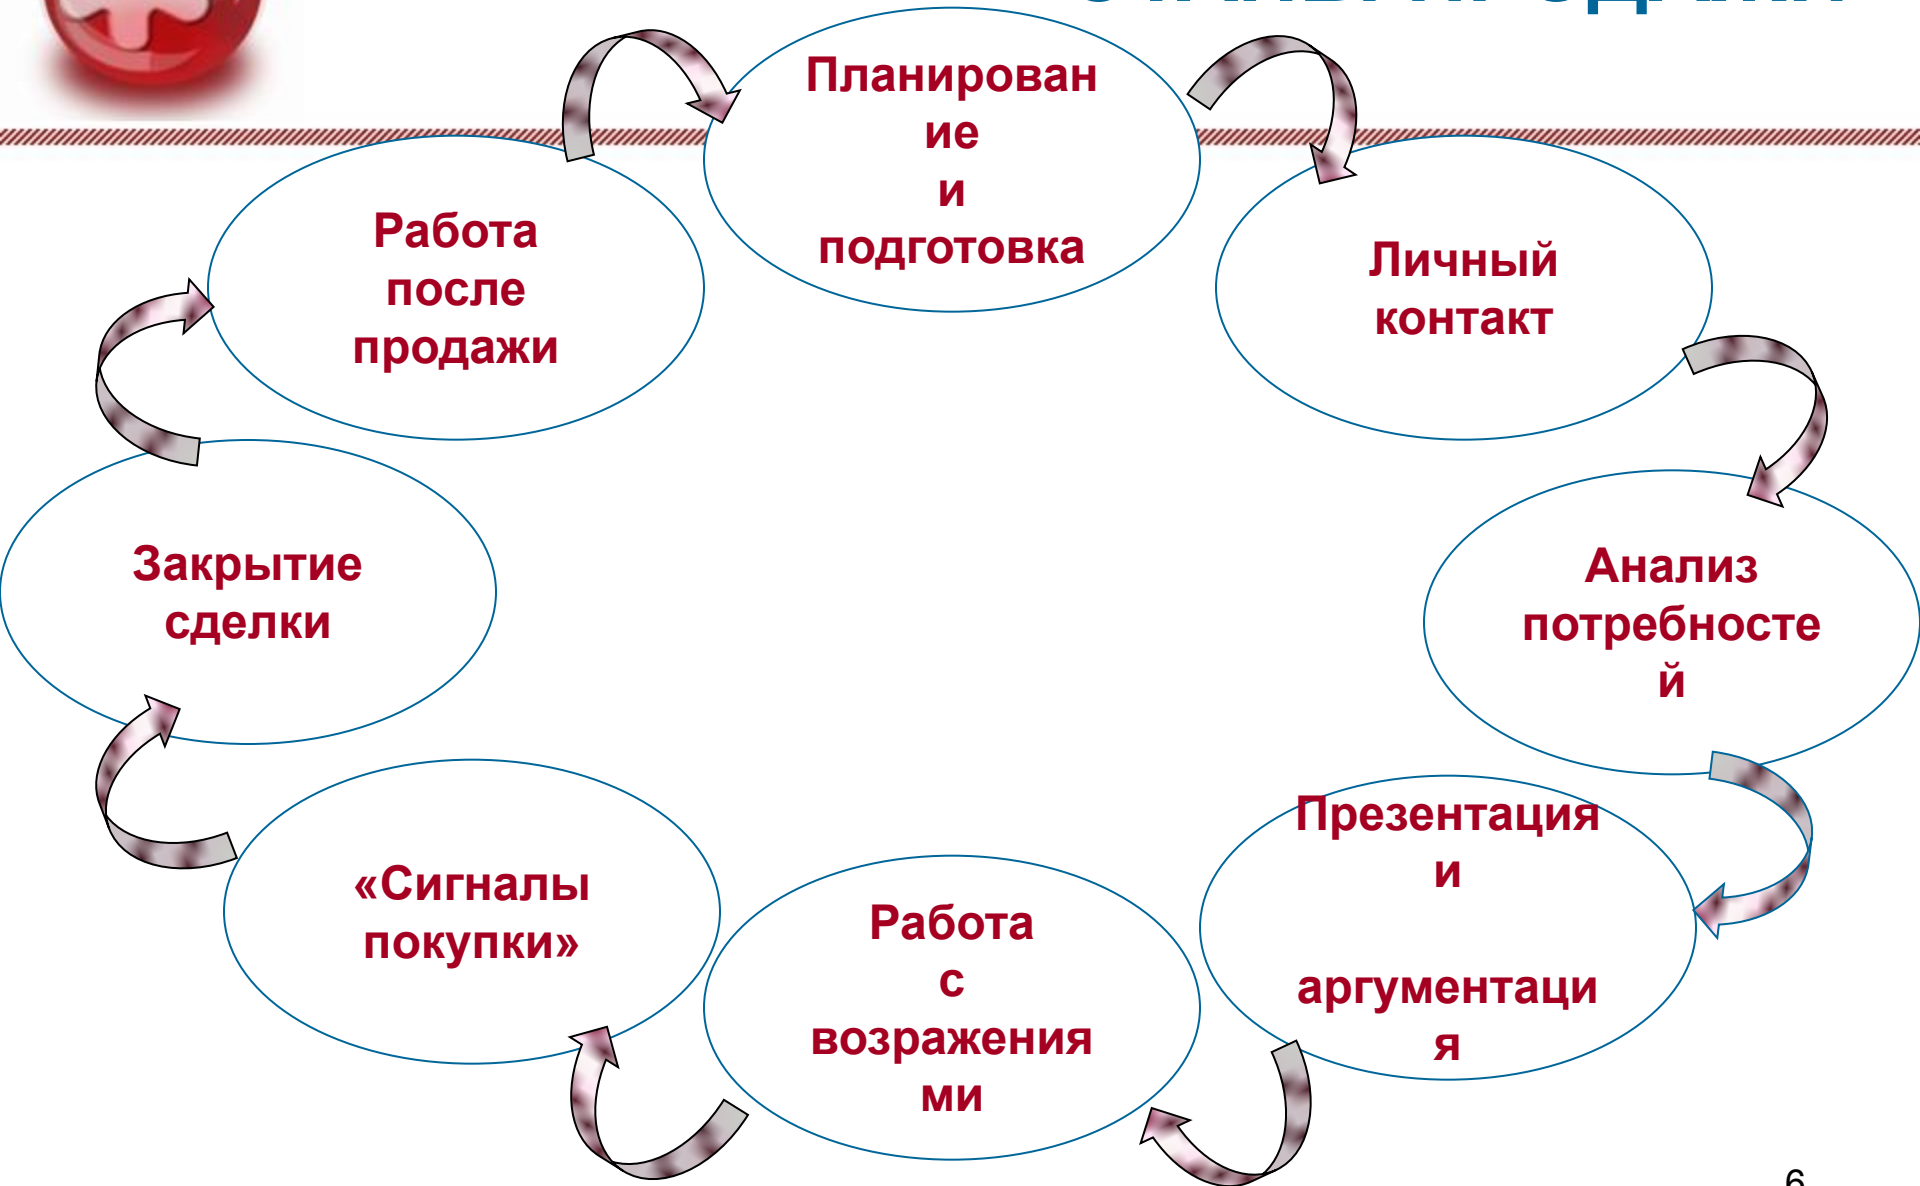 Планирован
ие
и
подготовка
Личный
контакт
Анализ
потребносте
й
Презентация
и
аргументаци
я
Работа
с
возражения
ми
«Сигналы
покупки»
Закрытие
сделки
Работа
после
продажи
6